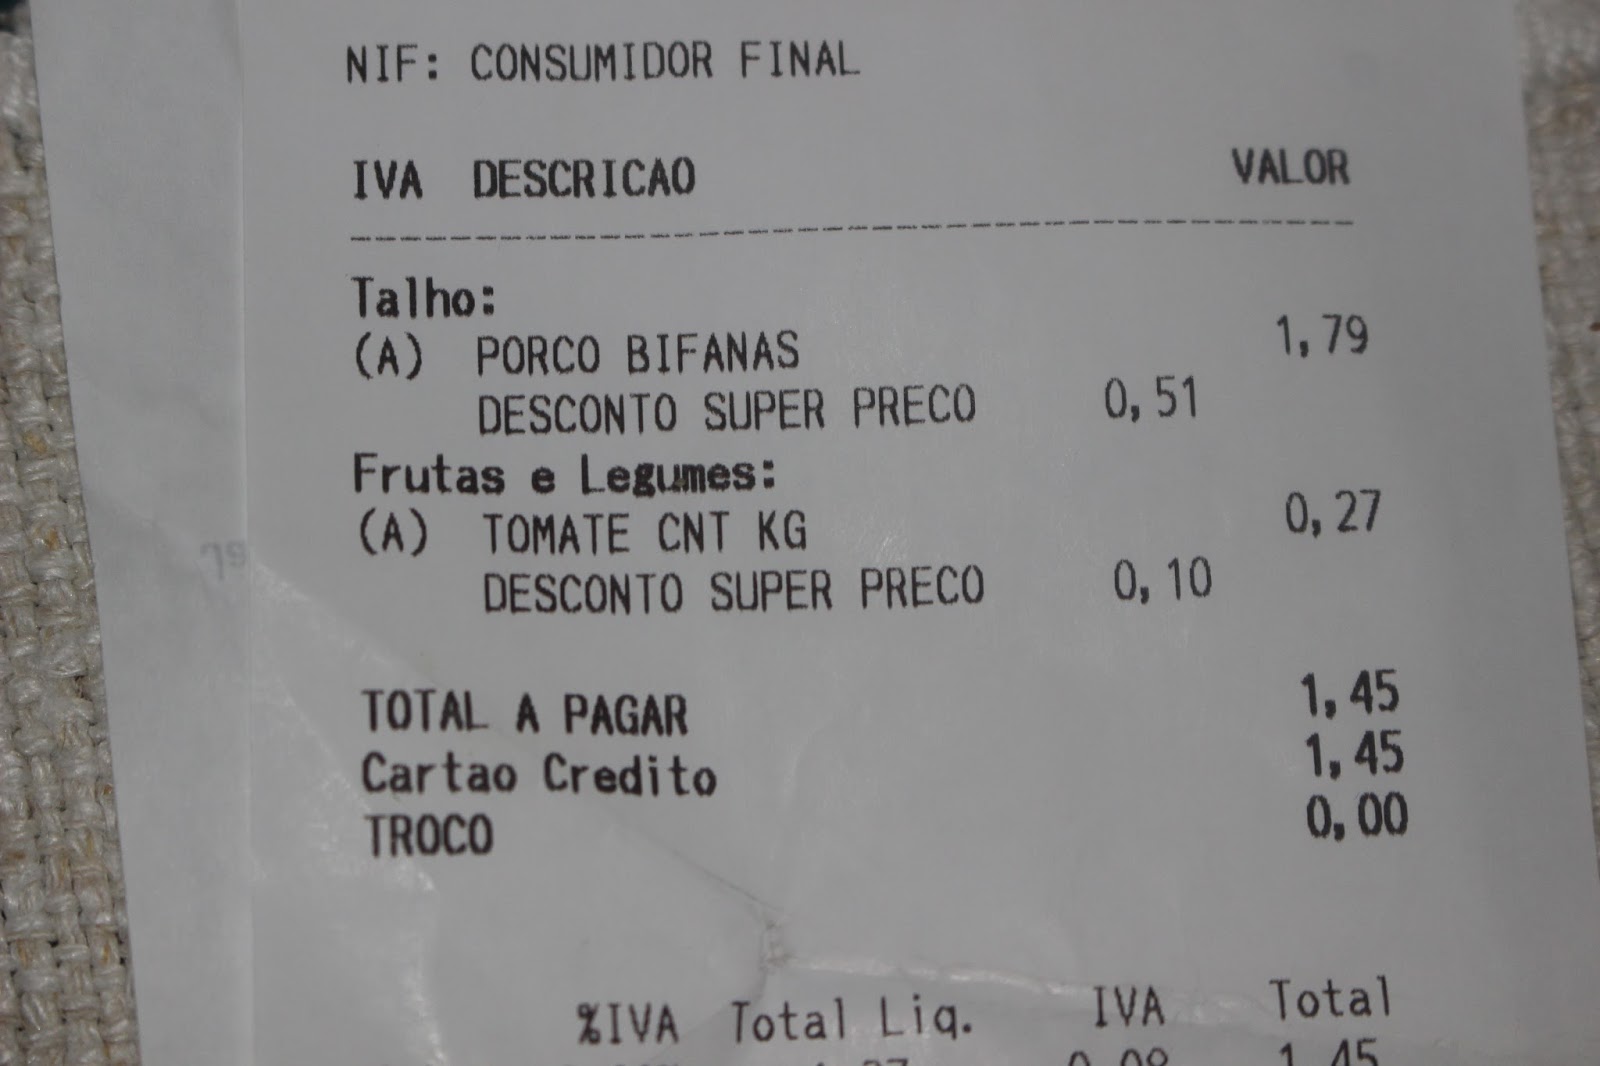 NIF: CONSUMIDOR FINAL
IVA DESCRICAO VALOR
Talho:
(A) PORCO BIFANAS 1,79
DESCONTO SUPER PRECO 0,51
Frutas e Legumes:
(A) TOMATE CNT KG 0,27
DESCONTO SUPER PRECO 0,10
TOTAL A PAGAR 1,45
Cartao Credito 1,45
TROCO 0,00
%IVA Total Liq. IVA Total
1,45